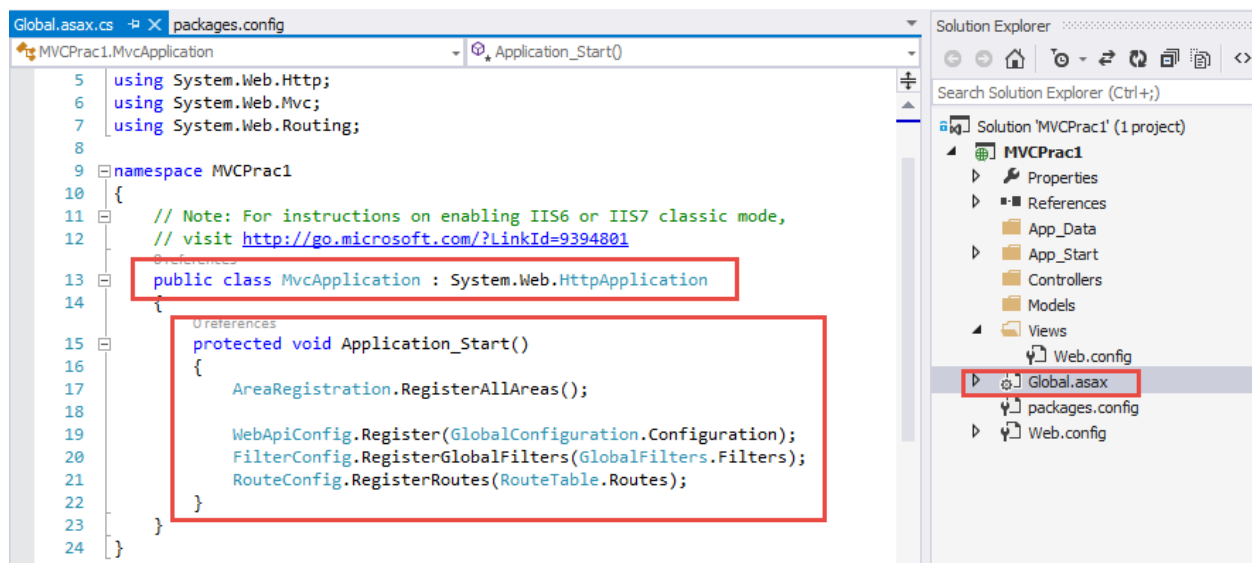 Global.asax.cs packages.config
MVCPrac1.MvcApplication Application_Start()
5 using System.Web.Http;
6 using System.Web.Mvc;
7 using System.Web.Routing;
8
9 namespace MVCPrac1
10 {
11 // Note: For instructions on enabling IIS6 or IIS7 classic mode,
12 // visit http://go.microsoft.com/?LinkId=9394801
0 references
13 public class MvcApplication : System.Web.HttpApplication
14 {
0 references
15 protected void Application_Start()
16 {
17 AreaRegistration.RegisterAllAreas();
18
19 WebApiConfig.Register(GlobalConfiguration.Configuration);
20 FilterConfig.RegisterGlobalFilters(GlobalFilters.Filters);
21 RouteConfig.RegisterRoutes(RouteTable.Routes);
22 }
23 }
24 }
Solution Explorer
Search Solution Explorer (Ctrl+;)
Solution 'MVCPrac1' (1 project)
MVCPrac1
Properties
References
App_Data
App_Start
Controllers
Models
Views
Web.config
Global.asax
packages.config
Web.config